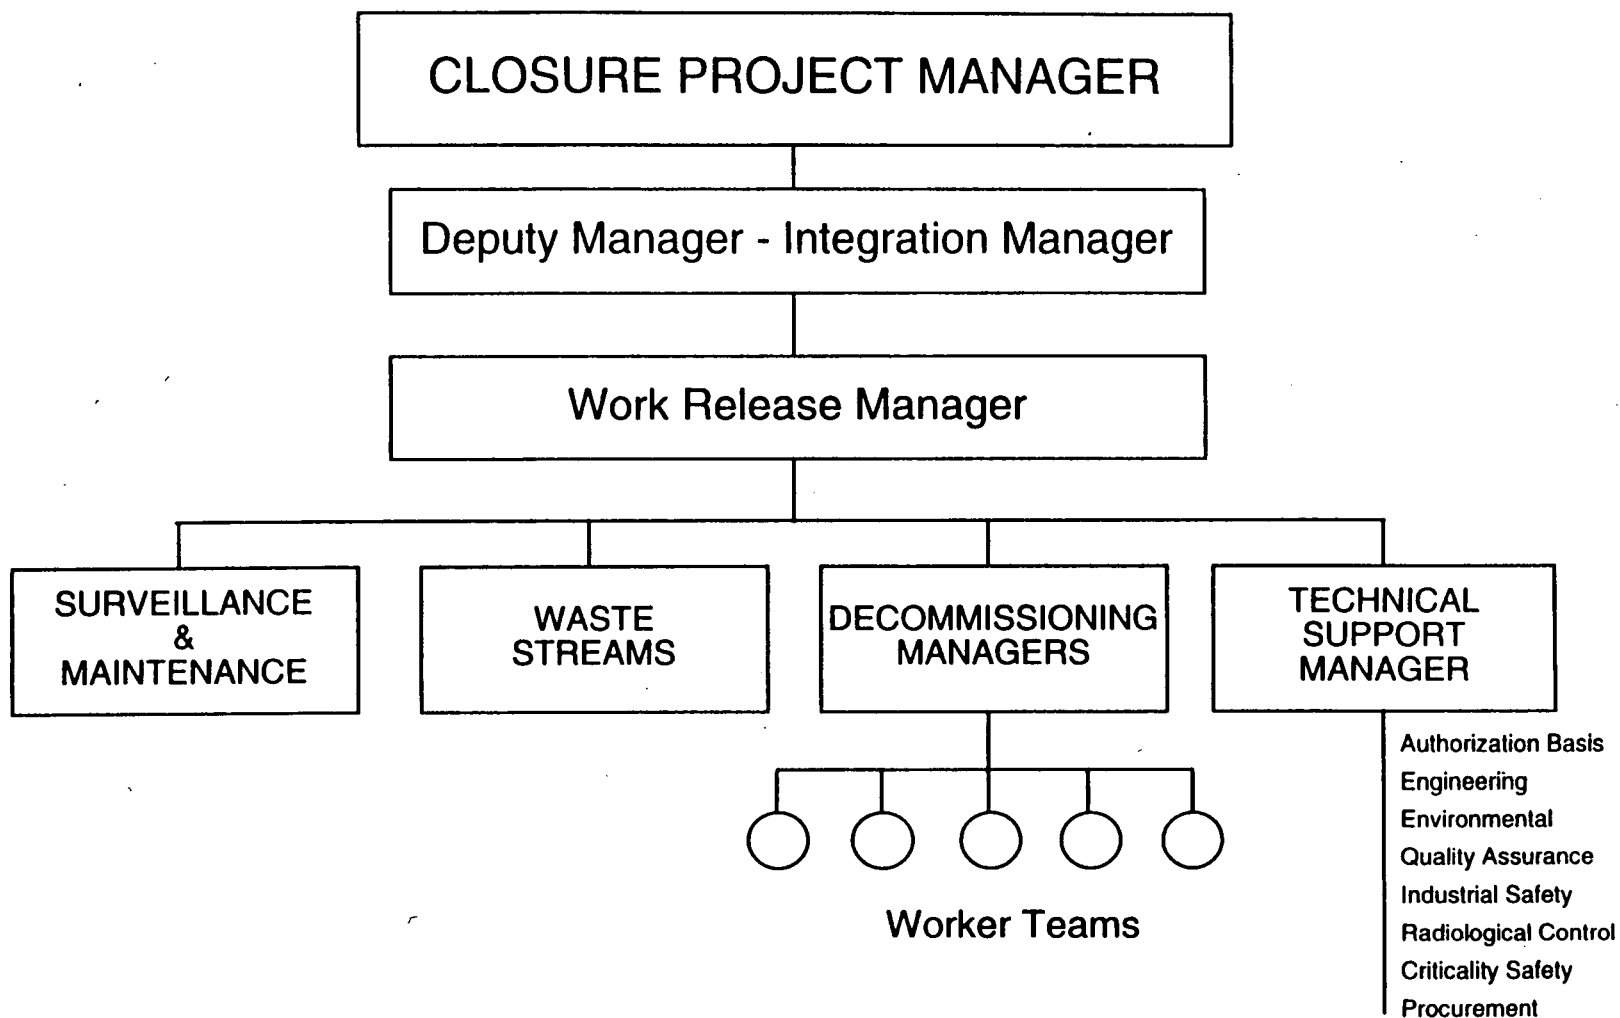 CLOSURE PROJECT MANAGER
Deputy Manager - Integration Manager
Work Release Manager
SURVEILLANCE
&
MAINTENANCE
WASTE
STREAMS
DECOMMISSIONING
MANAGERS
TECHNICAL
SUPPORT
MANAGER
Authorization Basis
Engineering
Environmental
Quality Assurance
Industrial Safety
Radiological Control
Criticality Safety
Procurement
Worker Teams